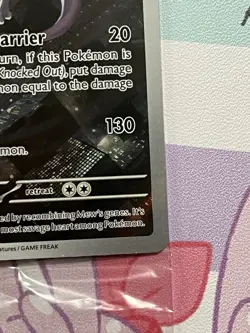 arrier 20
urn, if this Pokémon is
Knocked Out), put damage
mon equal to the damage
130
mon.
retreat
ed by recombining Mew's genes. It's
most savage heart among Pokémon.
atures / GAME FREAK